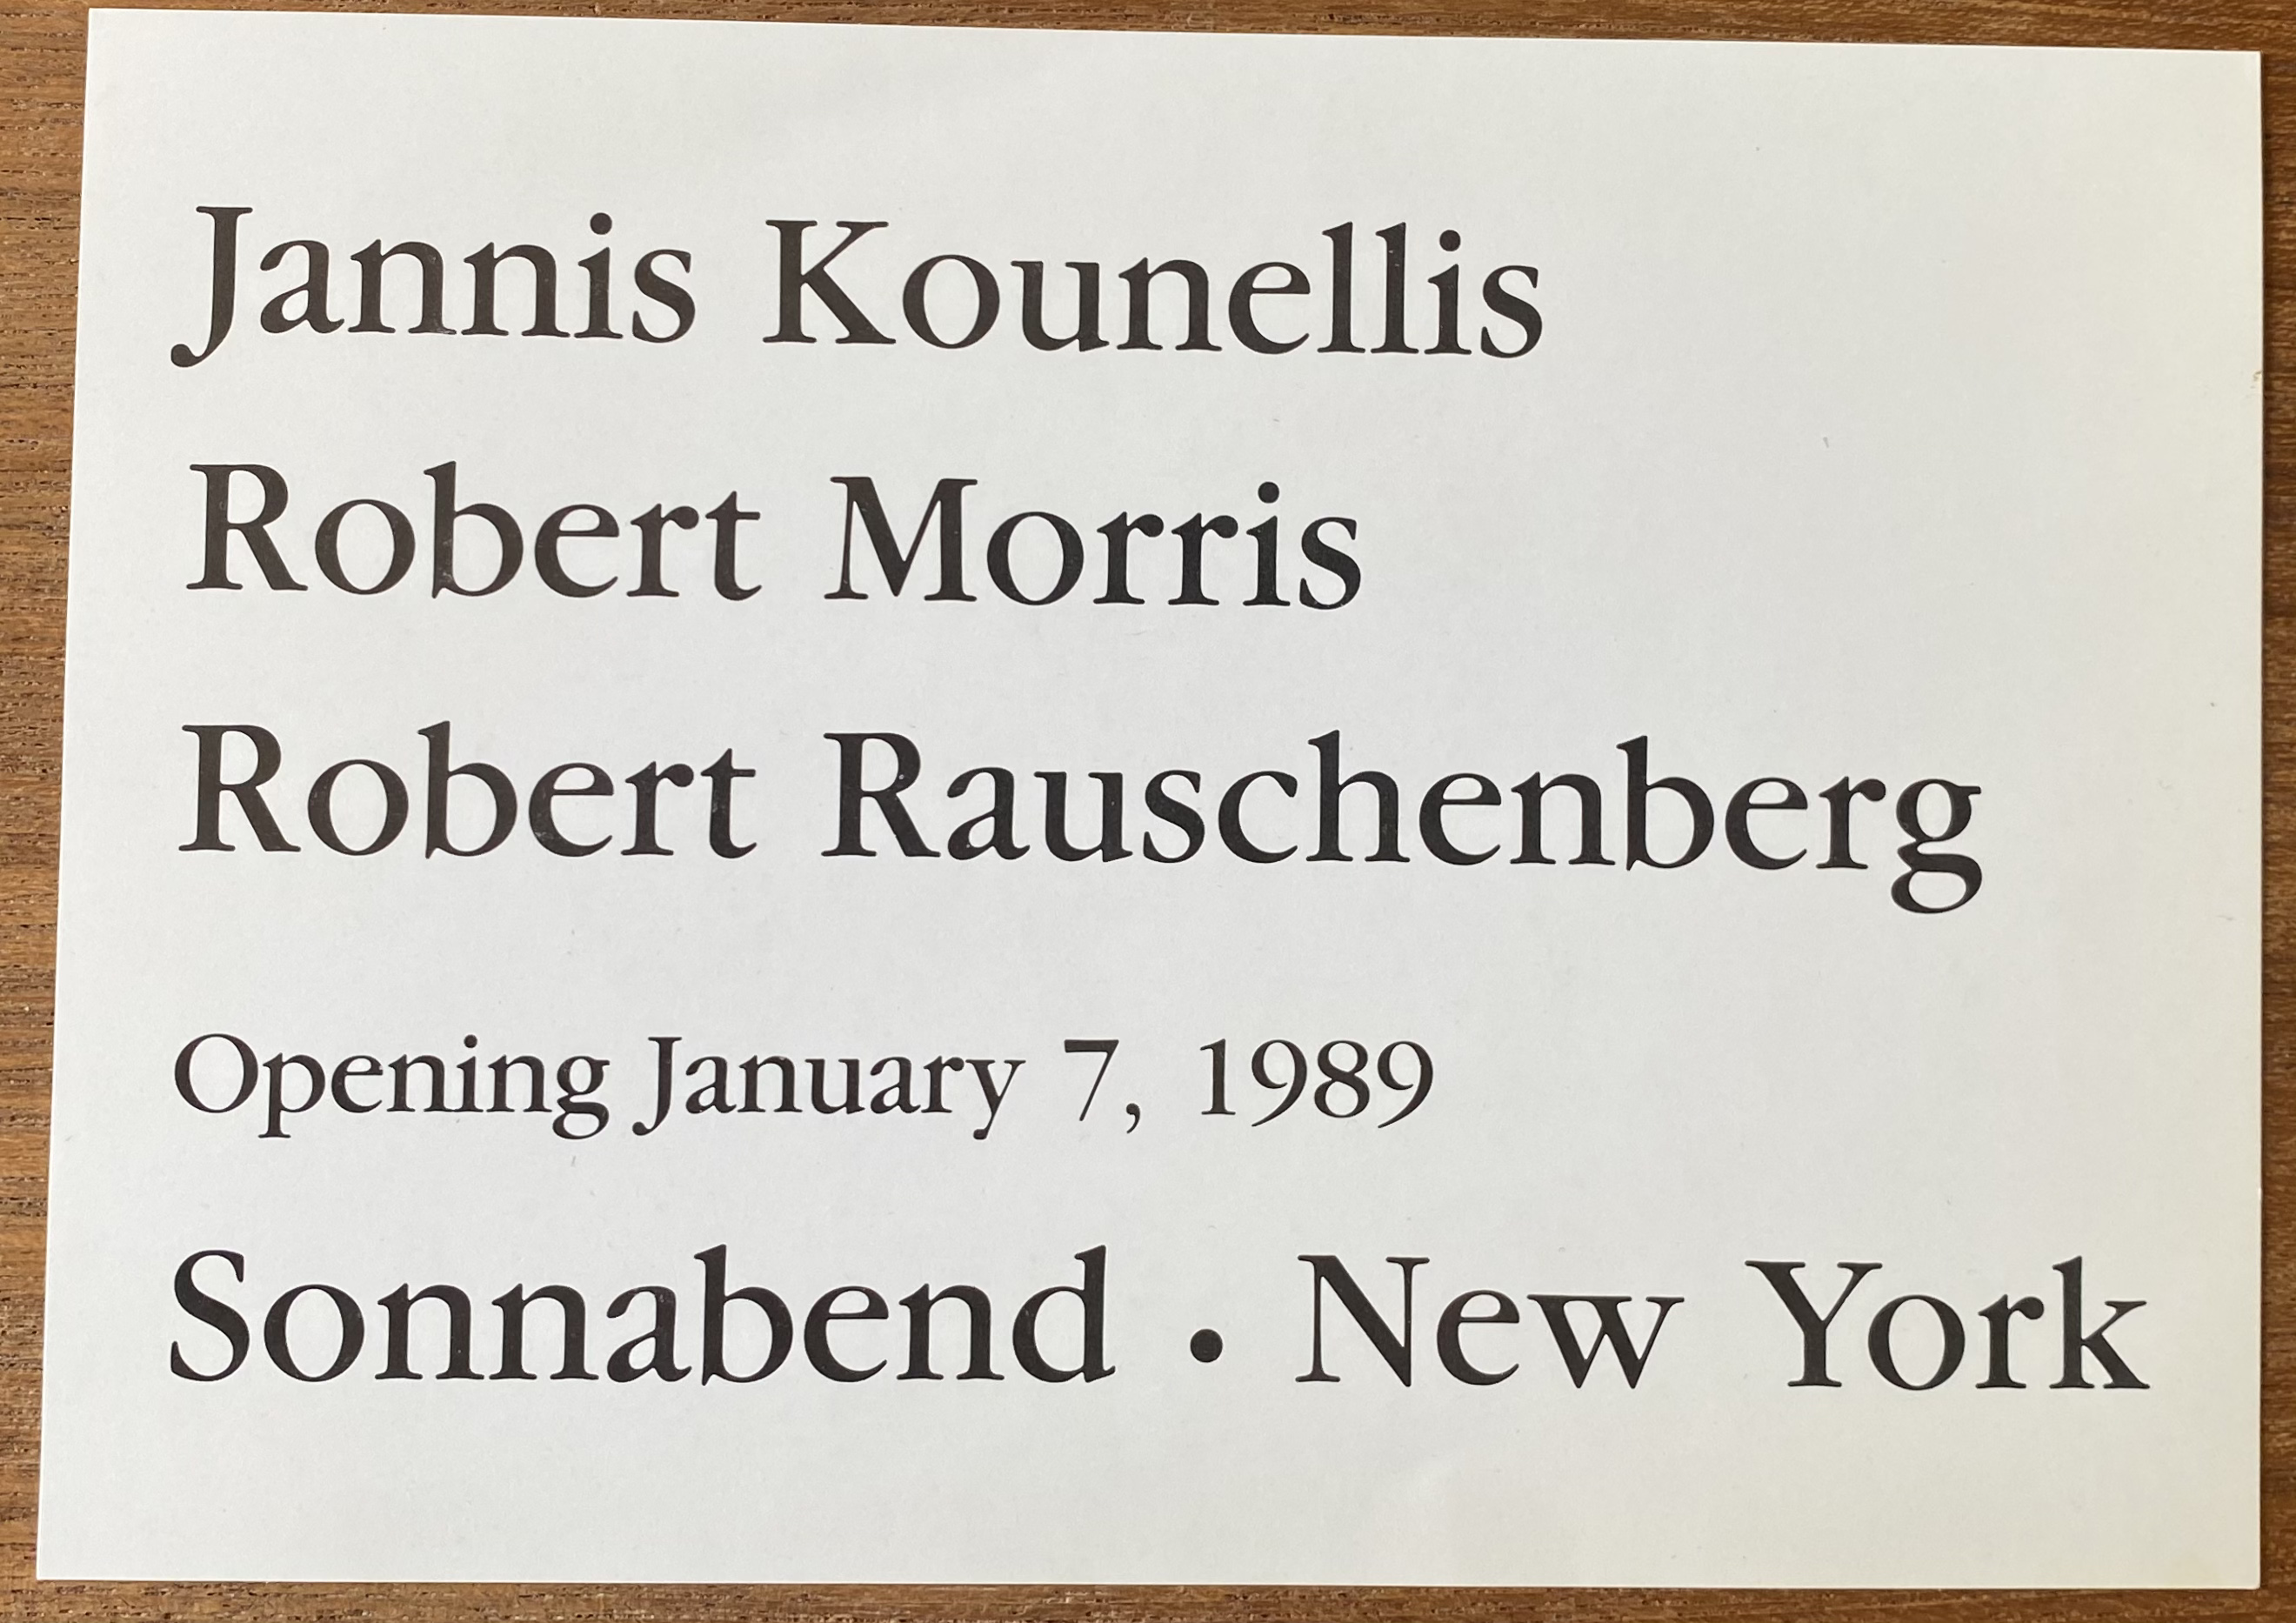 Jannis Kounellis
Robert Morris
Robert Rauschenberg
Opening January 7, 1989
Sonnabend • New York